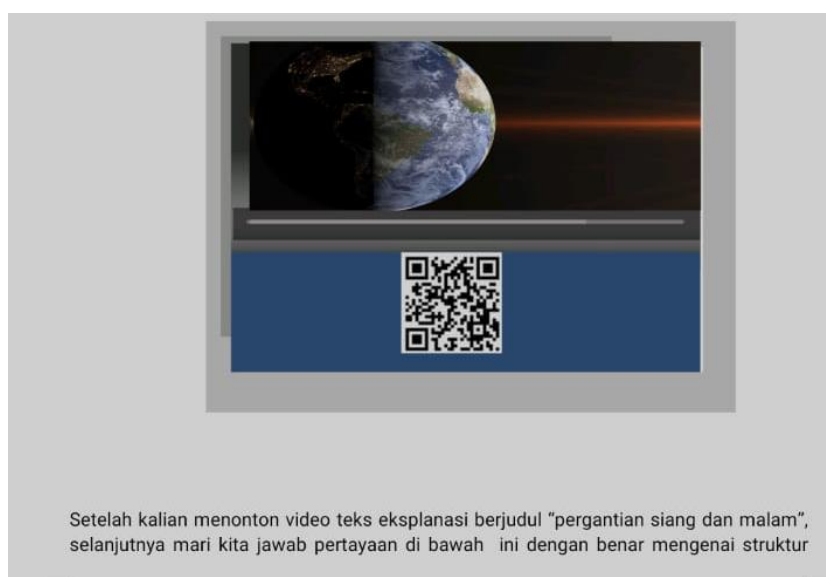 Setelah kalian menonton video teks eksplanasi berjudul “pergantian siang dan malam”,
selanjutnya mari kita jawab pertayaan di bawah ini dengan benar mengenai struktur